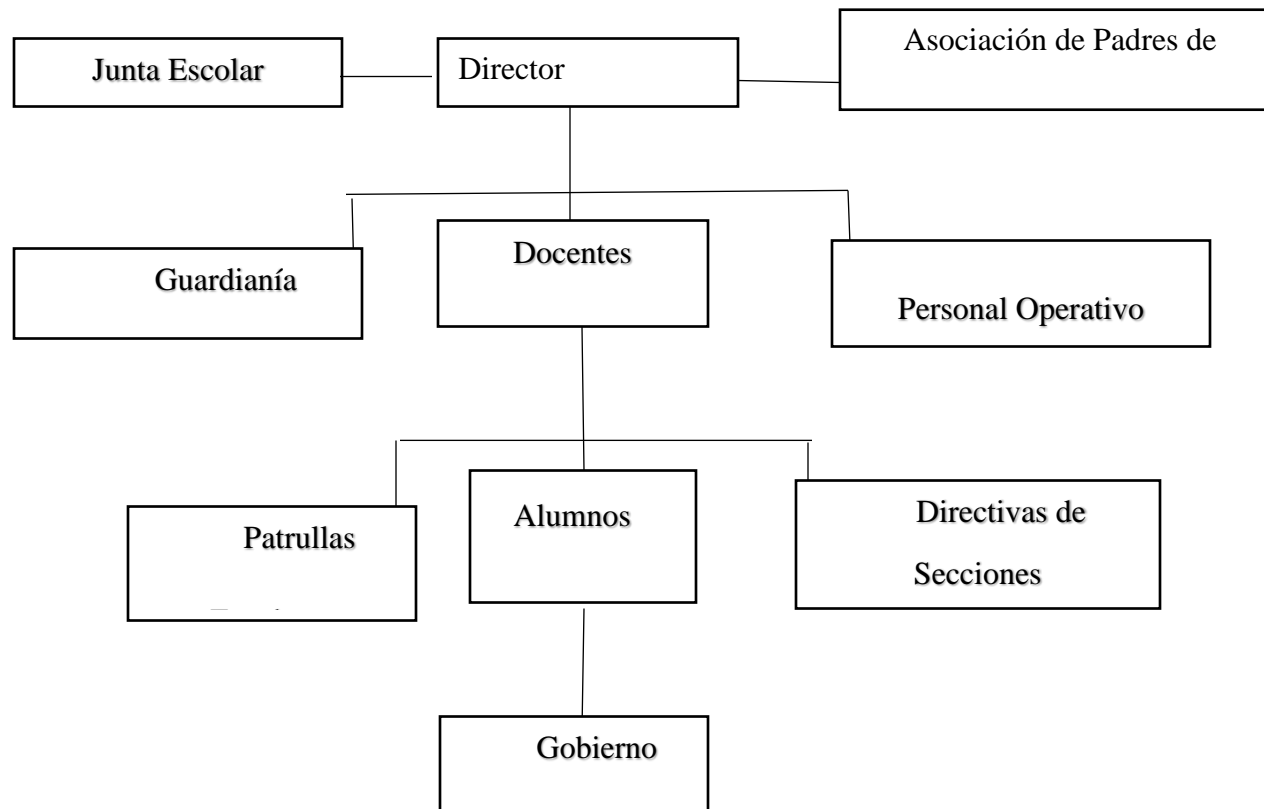 Junta Escolar
Director
Asociación de Padres de
Guardianía
Docentes
Personal Operativo
Patrullas
Alumnos
Directivas de
Secciones
Gobierno